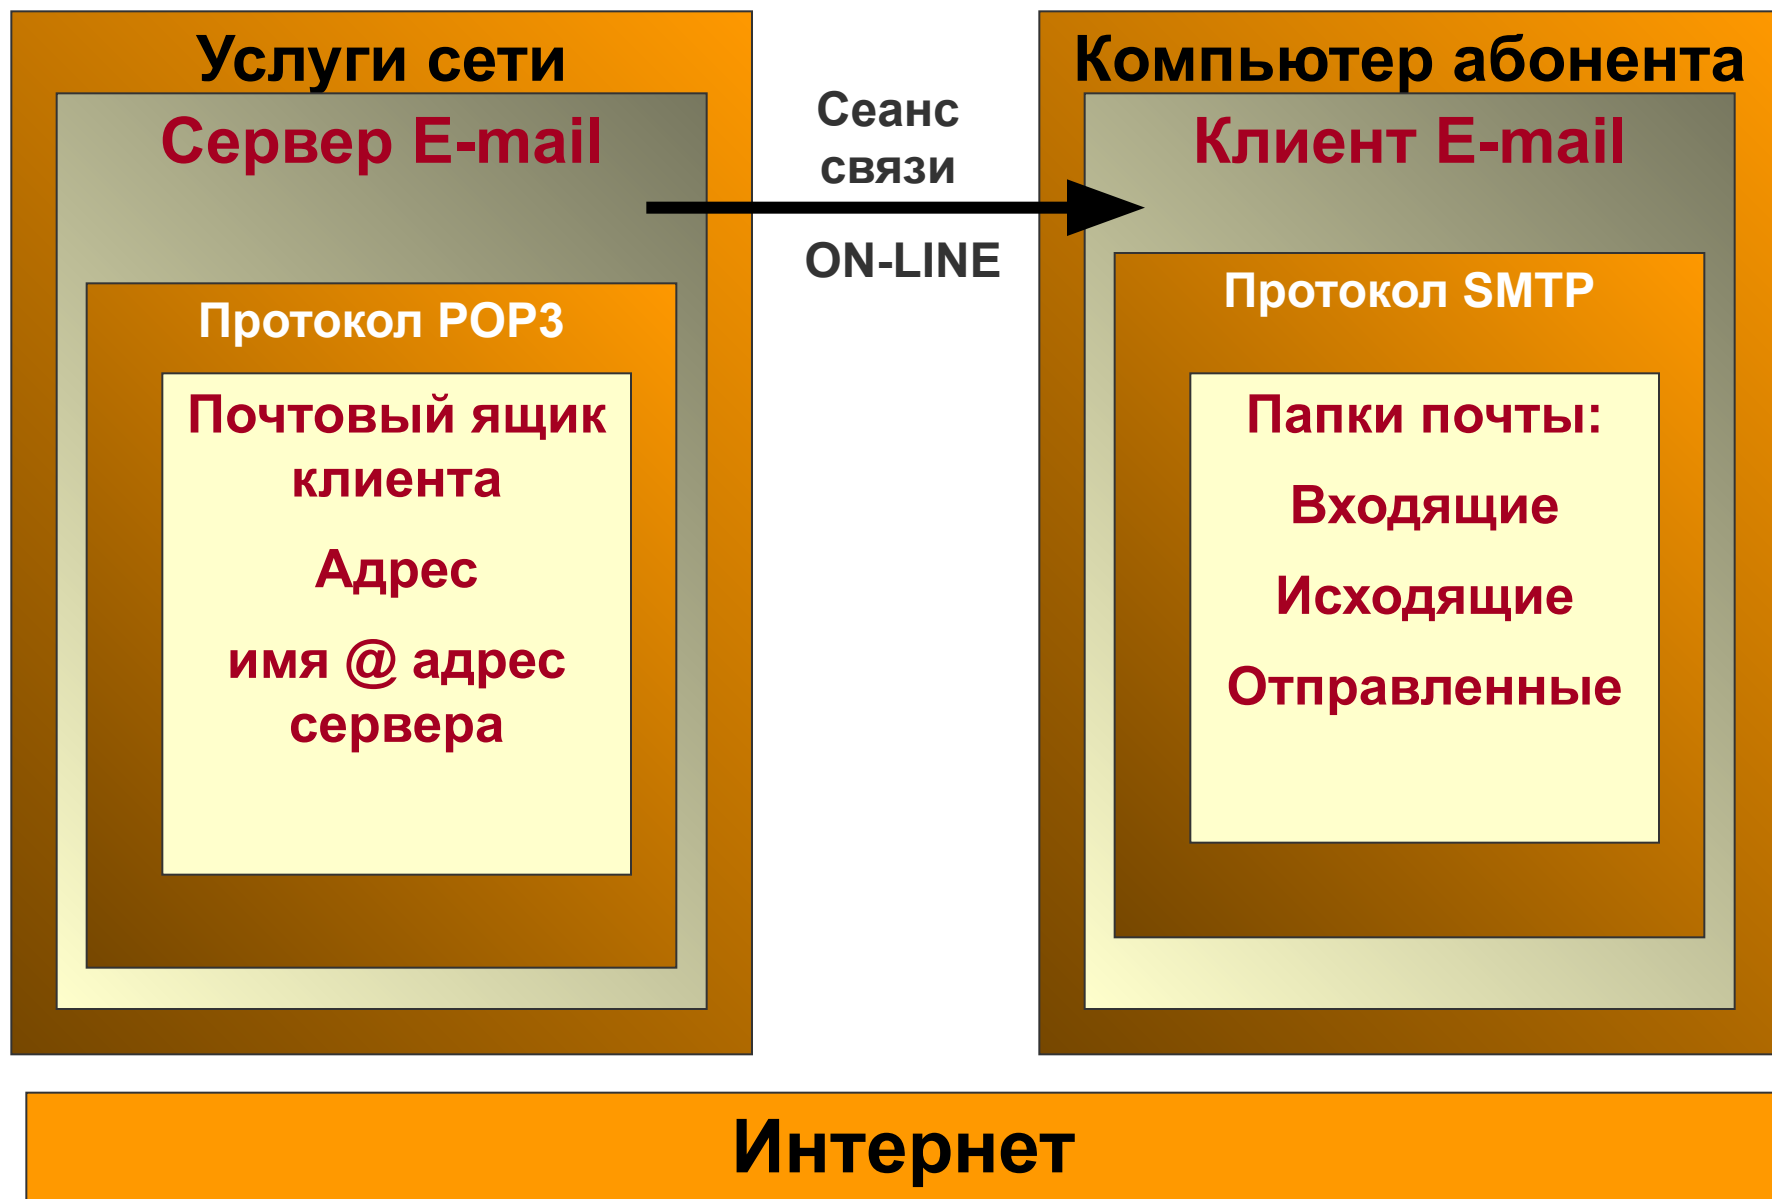 Услуги сети
Сервер E-mail
Протокол POP3
Почтовый ящик
клиента
Адрес
имя @ адрес
сервера
Сеанс
связи
ON-LINE
Компьютер абонента
Клиент E-mail
Протокол SMTP
Папки почты:
Входящие
Исходящие
Отправленные
Интернет